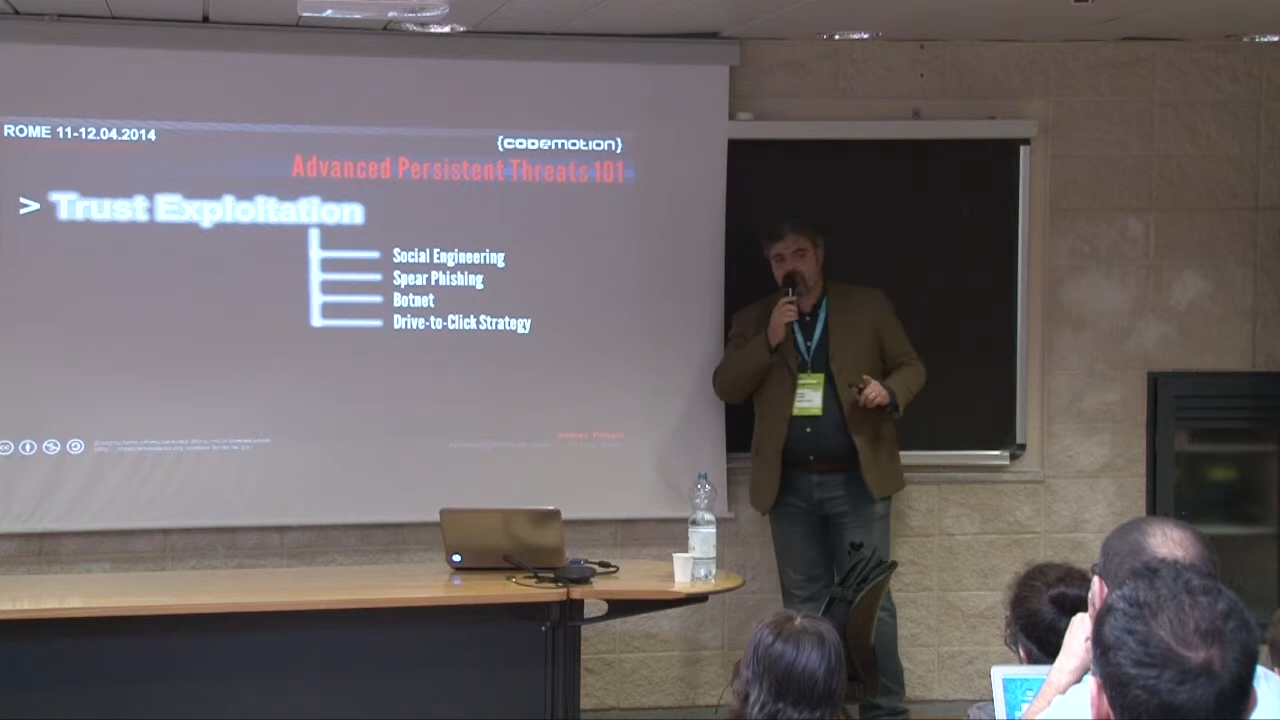 ROME 11-12.04.2014
{CODEMOTION}
Advanced Persistent Threats 101
> Trust Exploitation
Social Engineering
Spear Phishing
Botnet
Drive-to-Click Strategy